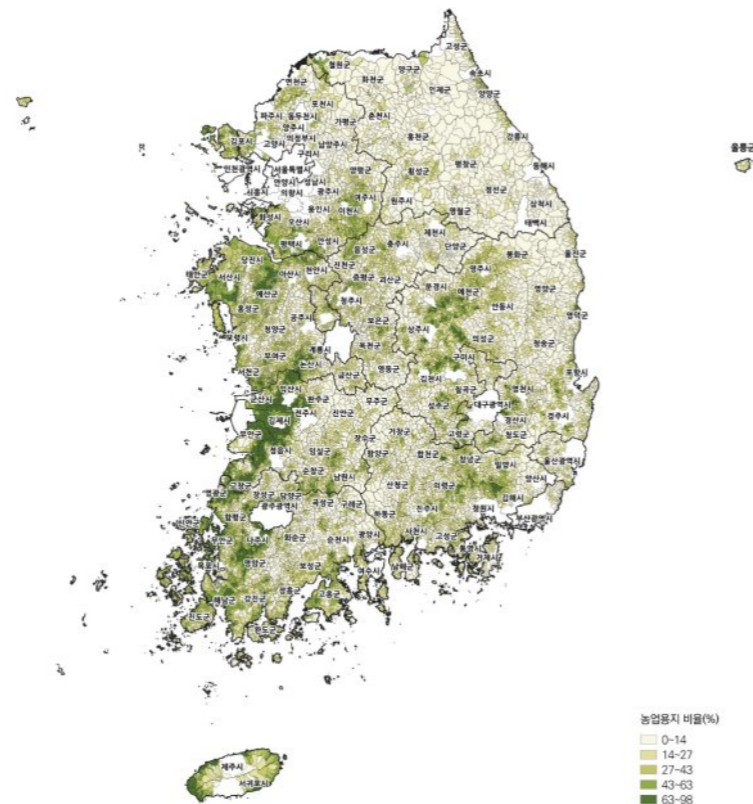 고성군
철원군
양구군
화천군
속초시
연천군
인제군
양양군
포천시
파주시 동두천시
춘천시
가평군
양주시
의정부시
홍천군
강릉시
김포시
고양시
남양주시
구리시
울릉군
동해시
인천광역시 서울특별시
양평군
횡성군
평창군
안양시 성남시
정선군
시흥시 의왕시 광주시
여주시
원주시
삼척시
용인시 이천시
영월군
태백시
화성시
오산시
제천시
평택시
안성시
음성군
충주시
단양군
봉화군
울진군
당진시
태안군
서산시
아산시
천안시
진천군
증평군
괴산군
영주시
문경시
예천군
영양군
예산군
홍성군
청주시
안동시
공주시
청양군
보은군
상주시
의성군
영덕군
보령시
계룡시
옥천군
청송군
부여군
구미시
논산시
서천군
금산군
영동군
김천시
칠곡군
영천시
포항시
익산시
군산시
완주군
무주군
성주군
대구광역시
전주시
진안군
경산시
경주시
김제시
고령군
청도군
부안군
장수군
거창군
정읍시
임실군
함양군
합천군
창녕군
밀양시
울산광역시
순창군
남원시
고창군
산청군
의령군
양산시
장성군 담양군
영광군
곡성군
구례군
김해시
광주광역시
진주시
창원시
함평군
하동군
부산광역시
신안군
무안군
나주시
화순군
순천시
광양시
사천시
고성군
통영시
목포시
영암군
보성군
여수시
남해군
거제시
장흥군
해남군
강진군
고흥군
진도군
완도군
제주시
서귀포시
농업용지 비율(%)
0~14
14~27
27~43
43~63
63~98